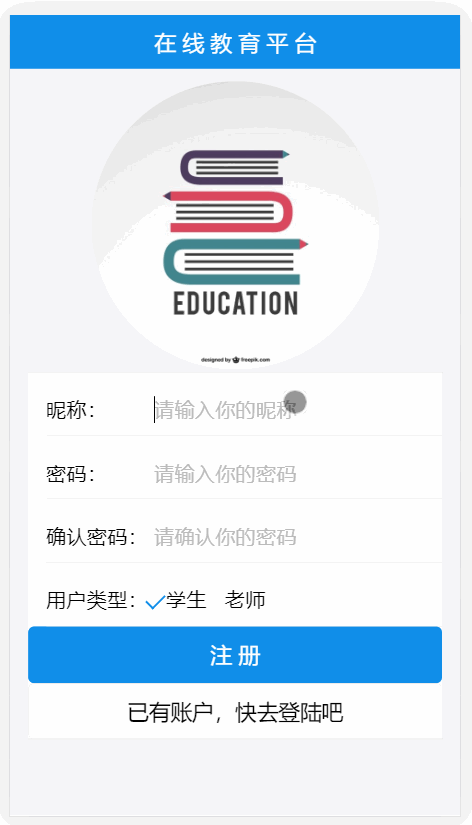 在线教育平台
EDUCATION
designed by freepik.com
昵称： 请输入你的昵称
密码： 请输入你的密码
确认密码： 请确认你的密码
用户类型： 学生 老师
注册
已有账户，快去登陆吧